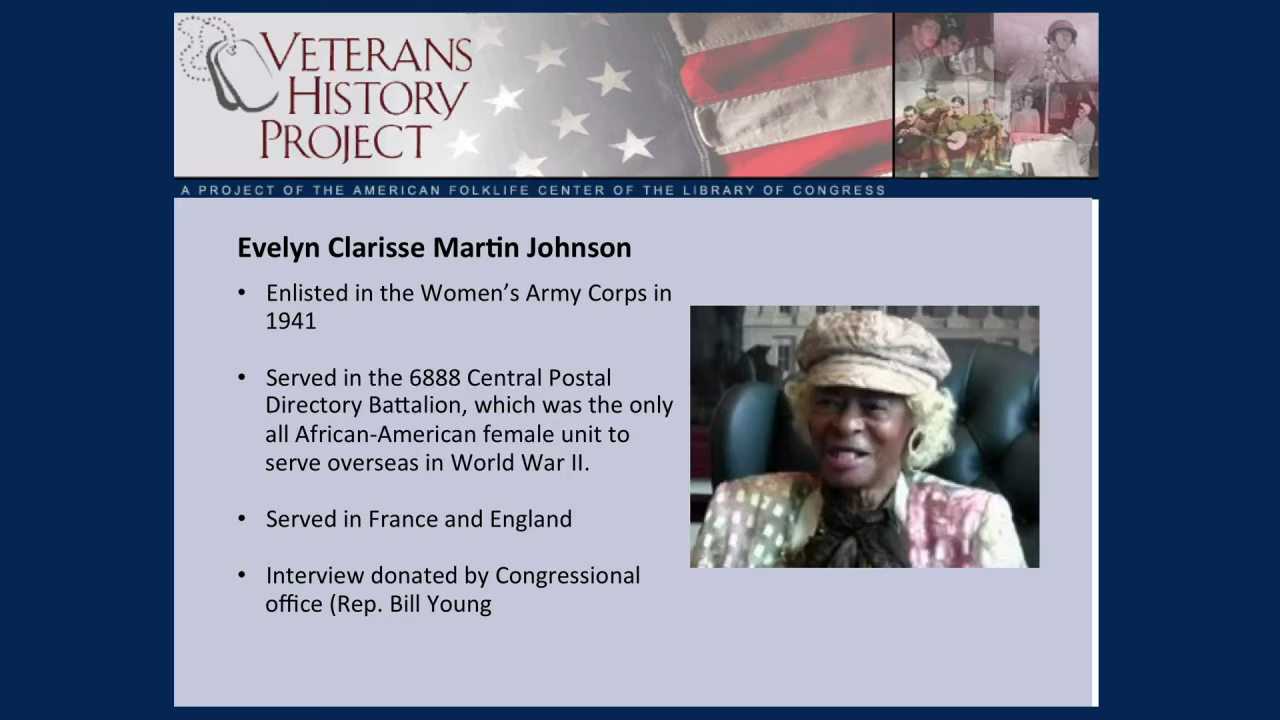 VETERANS
HISTORY
PROJECT
A PROJECT OF THE AMERICAN FOLKLIFE CENTER OF THE LIBRARY OF CONGRESS
Evelyn Clarisse Martin Johnson
• Enlisted in the Women’s Army Corps in
1941
• Served in the 6888 Central Postal
Directory Battalion, which was the only
all African-American female unit to
serve overseas in World War II.
• Served in France and England
• Interview donated by Congressional
office (Rep. Bill Young